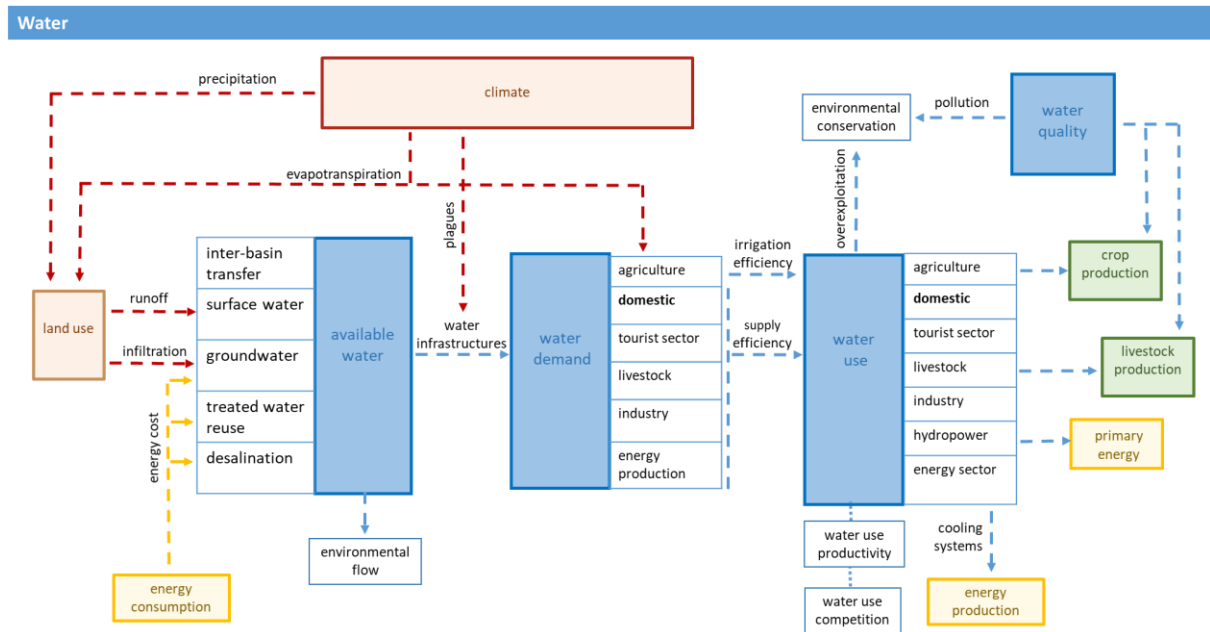 Water
precipitation
climate
environmental
conservation
pollution
water
quality
evapotranspiration
plagues
overexploitation
inter-basin
transfer
surface water
groundwater
treated water
reuse
desalination
available
water
land use
runoff
infiltration
energy cost
water
infrastructures
water
demand
agriculture
domestic
tourist sector
livestock
industry
energy
production
irrigation
efficiency
supply
efficiency
water
use
agriculture
domestic
tourist sector
livestock
industry
hydropower
energy sector
crop
production
livestock
production
primary
energy
environmental
flow
energy
consumption
water use
productivity
water use
competition
cooling
systems
energy
production